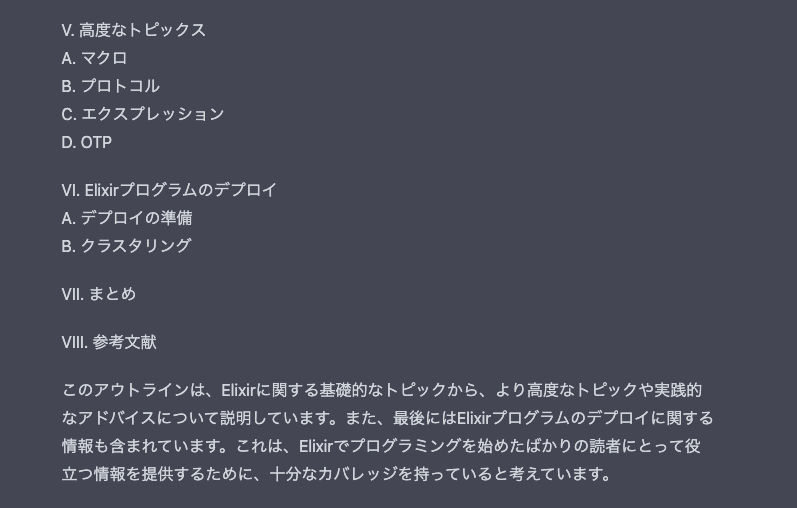 V. 高度なトピックス
A. マクロ
B. プロトコル
C. エクスプレッション
D. OTP
VI. Elixirプログラムのデプロイ
A. デプロイの準備
B. クラスタリング
VII. まとめ
VIII. 参考文献
このアウトラインは、Elixirに関する基礎的なトピックから、より高度なトピックや実践的
なアドバイスについて説明しています。また、最後にはElixirプログラムのデプロイに関する
情報も含まれています。これは、Elixirでプログラミングを始めたばかりの読者にとって役
立つ情報を提供するために、十分なカバレッジを持っていると考えています。